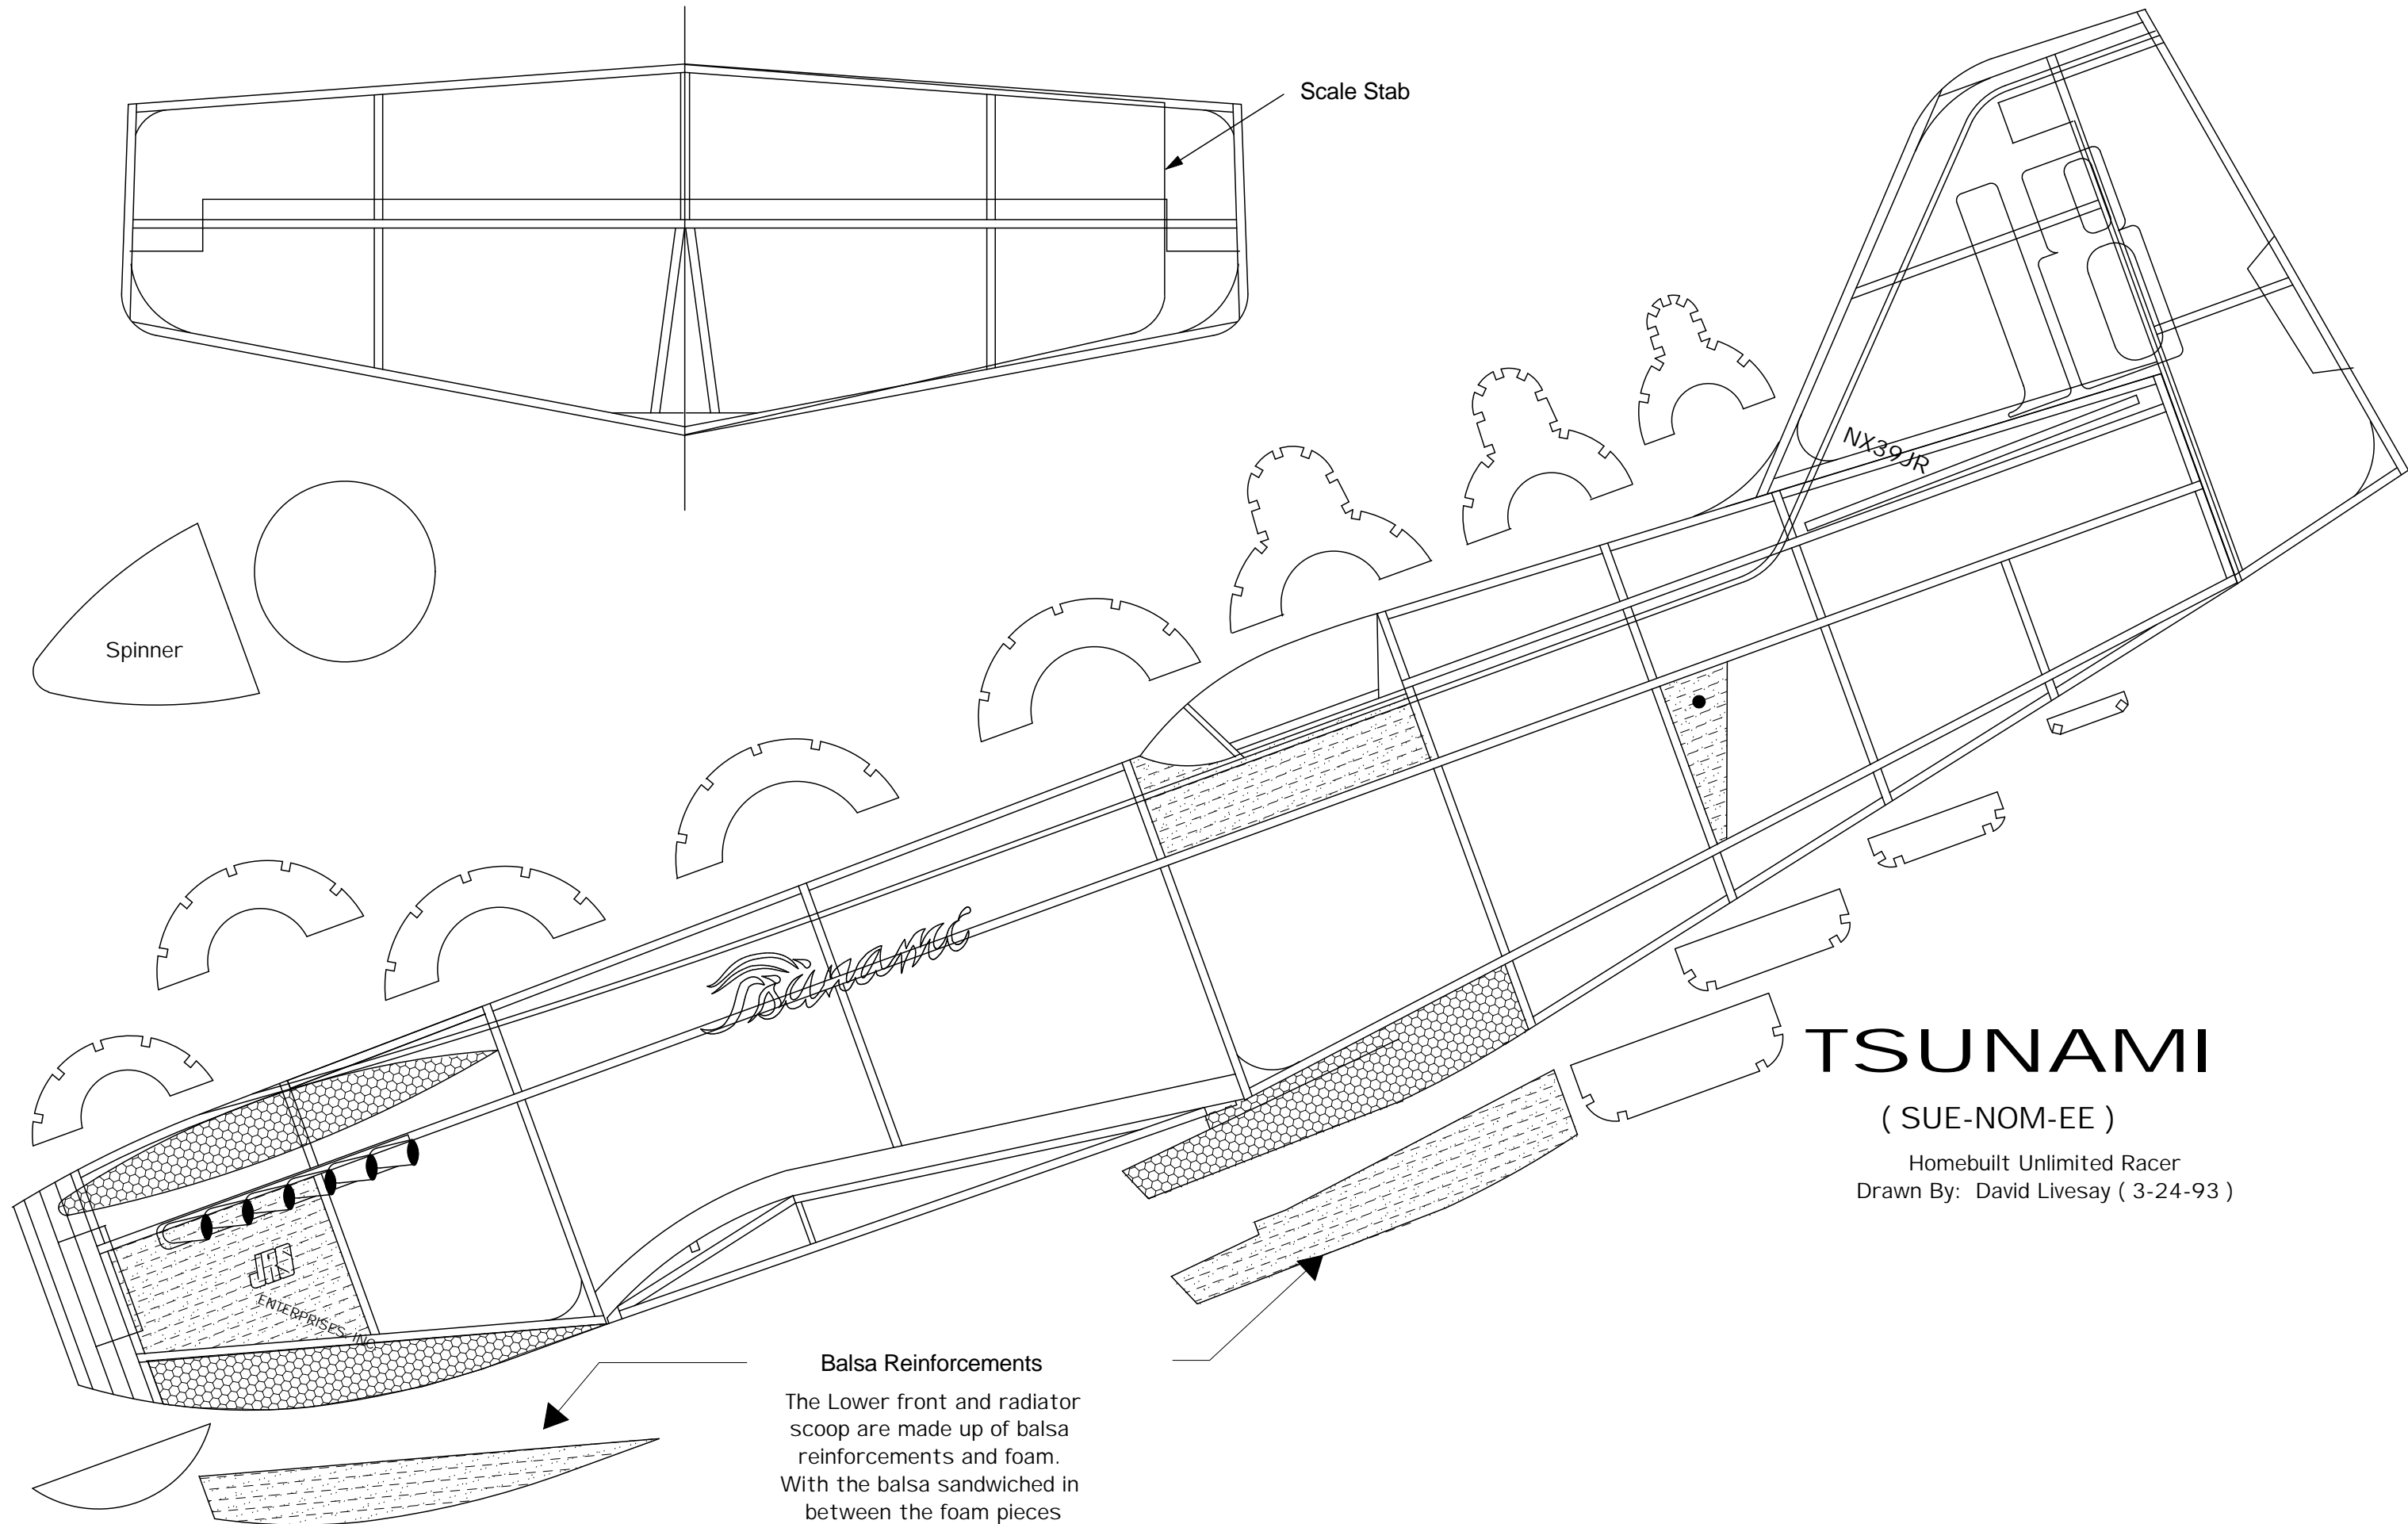 Scale Stab
NX39JR
Spinner
Tsunami
TSUNAMI
( SUE-NOM-EE )
Homebuilt Unlimited Racer
Drawn By: David Livesay ( 3-24-93 )
JR
ENTERPRISES, INC
Balsa Reinforcements
The Lower front and radiator
scoop are made up of balsa
reinforcements and foam.
With the balsa sandwiched in
between the foam pieces